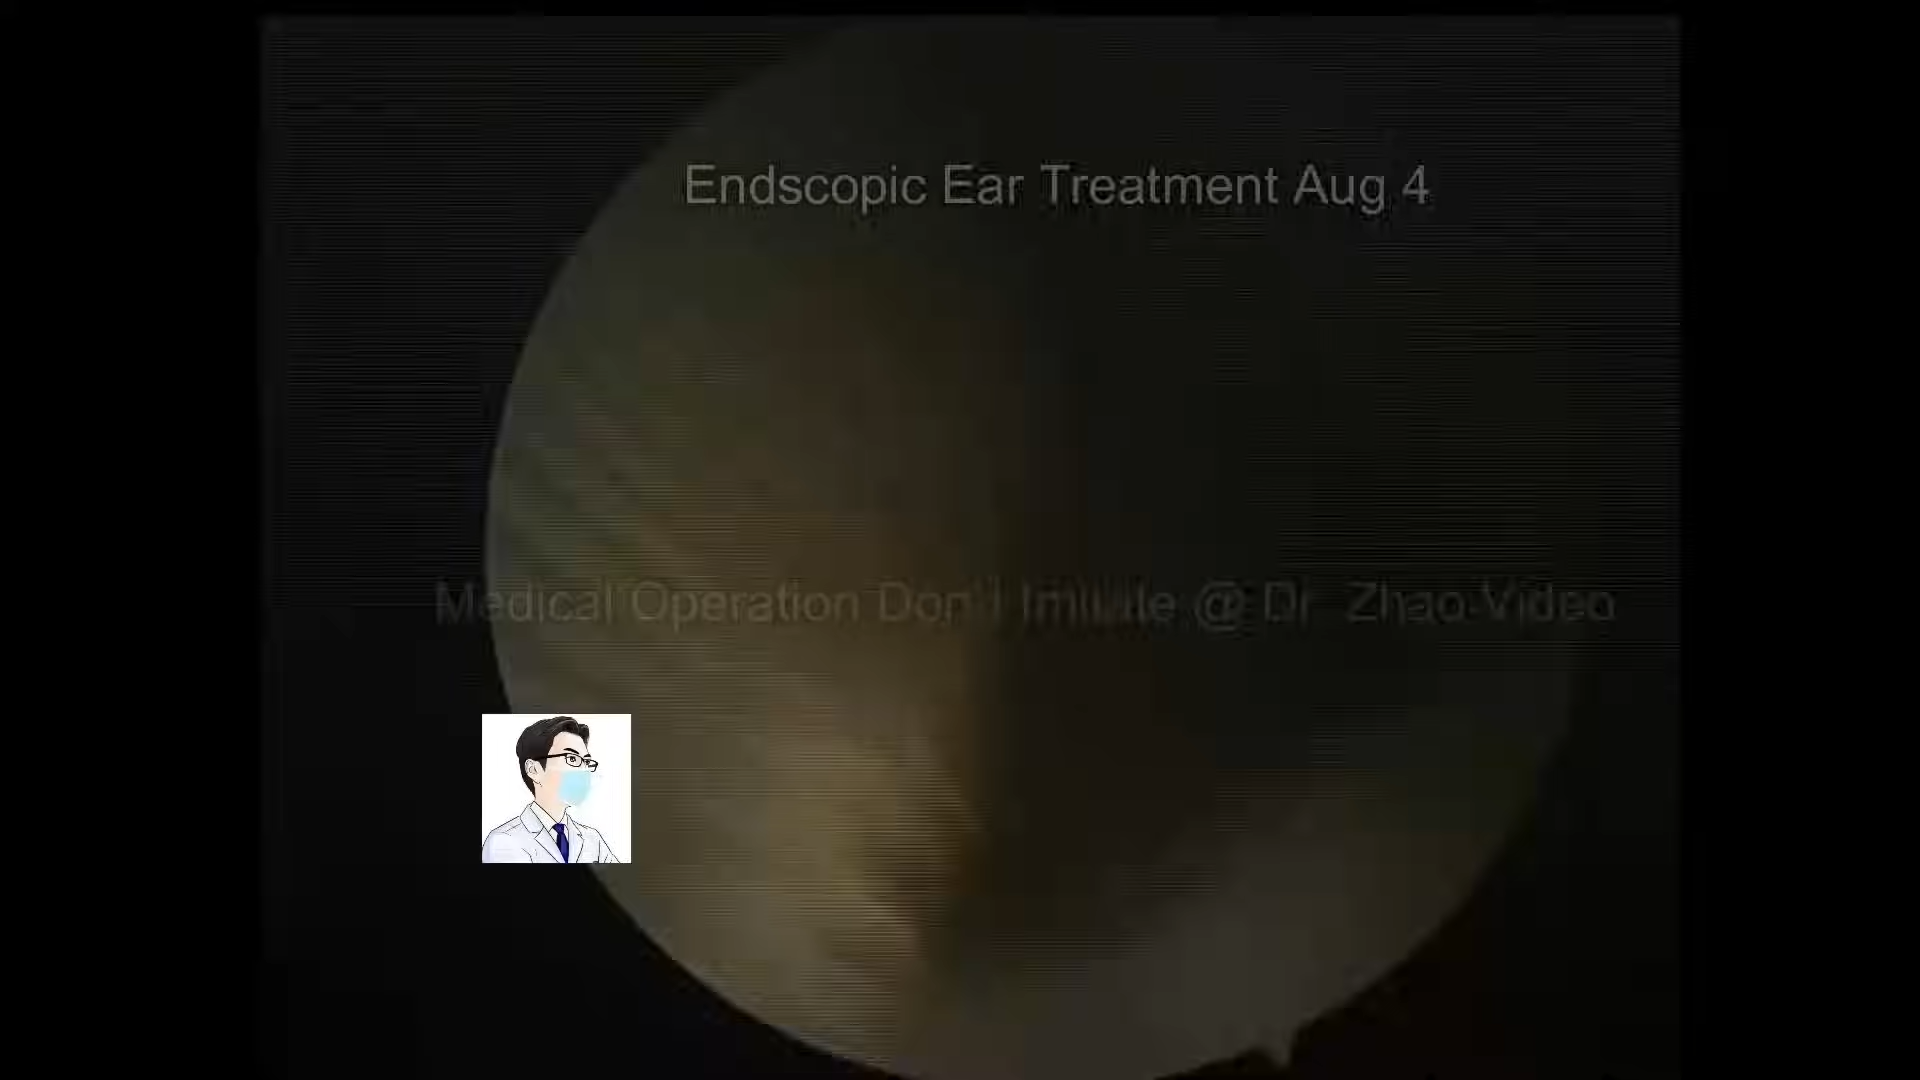 Endscopic Ear Treatment Aug 4
Medical Operation Don't Imitate @ Dr. Zhao Video